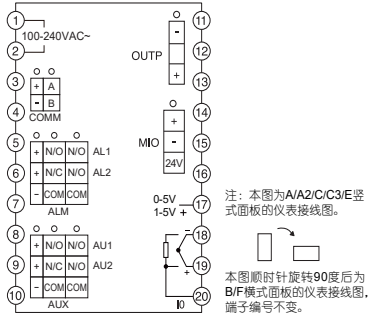 1
100-240VAC~
2
3
+ A
4
- B
COMM
5
+ N/O N/O AL1
6
+ N/C N/O AL2
7
- COM COM
ALM
8
+ N/O N/O AU1
9
+ N/C N/O AU2
10
- COM COM
AUX
11
-
OUTP
12
+
13
14
+
MIO
-
15
24V
16
0-5V -
1-5V +
17
18
-
19
+
20
I0
注：本图为A/A2/C/C3/E竖
式面板的仪表接线图。
本图顺时针旋转90度后为
B/F横式面板的仪表接线图，
端子编号不变。